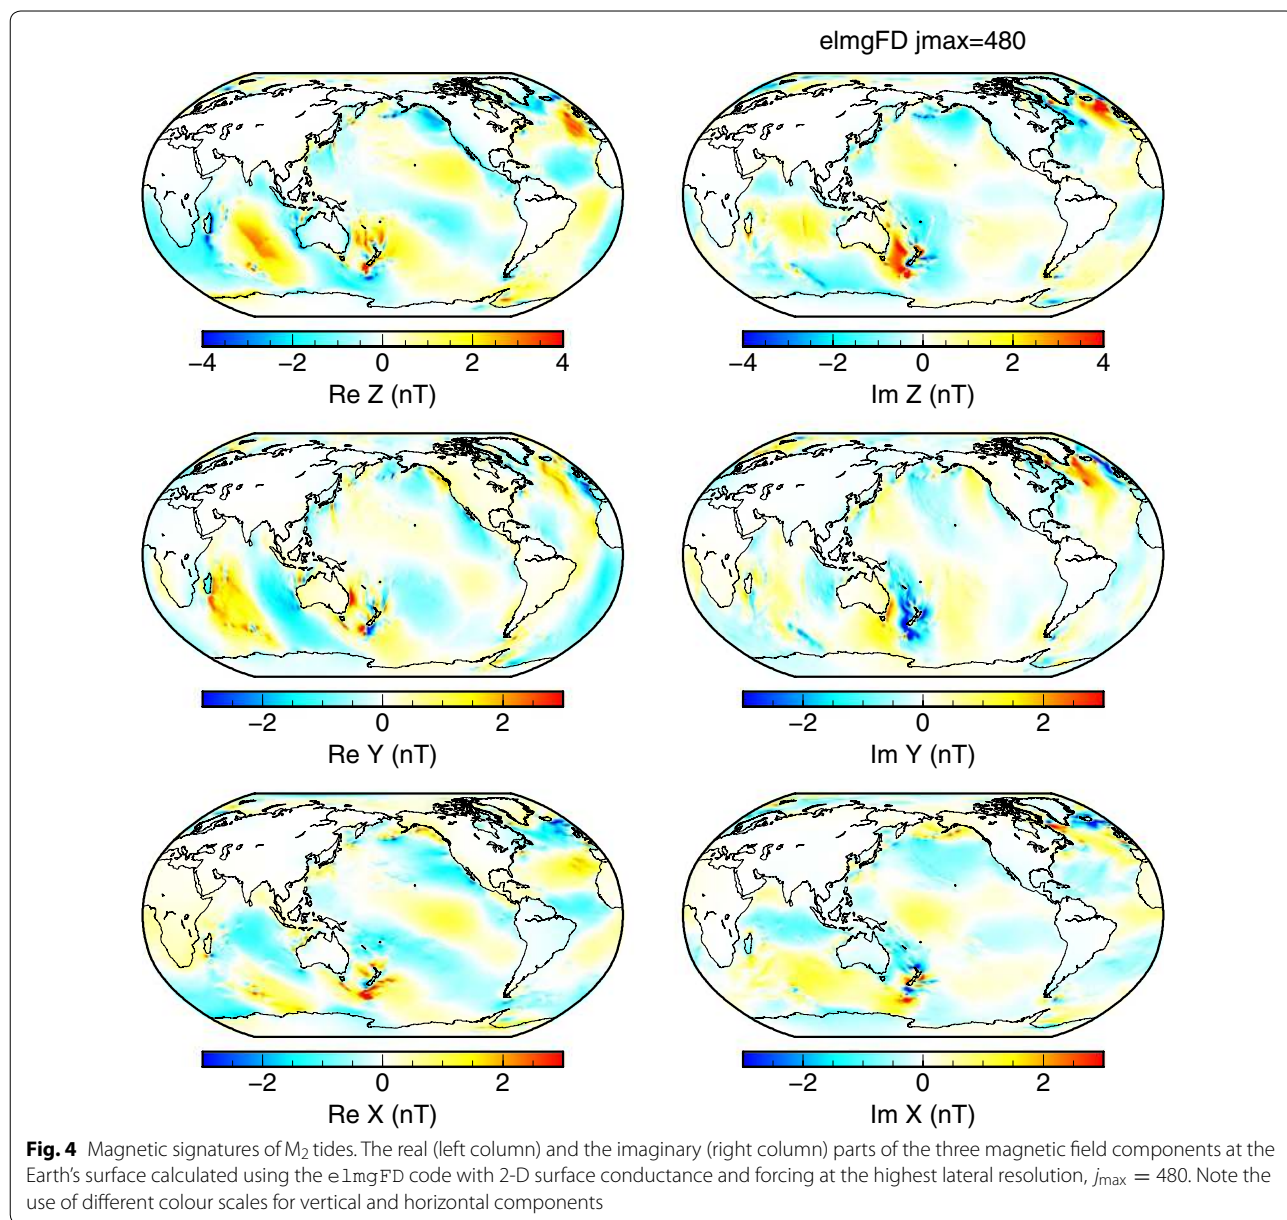 elmgFD jmax=480
−4 −2 0 2 4
Re Z (nT)
−4 −2 0 2 4
Im Z (nT)
−2 0 2
Re Y (nT)
−2 0 2
Im Y (nT)
−2 0 2
Re X (nT)
−2 0 2
Im X (nT)
Fig. 4 Magnetic signatures of M2 tides. The real (left column) and the imaginary (right column) parts of the three magnetic field components at the
Earth's surface calculated using the elmgFD code with 2-D surface conductance and forcing at the highest lateral resolution, jmax = 480. Note the
use of different colour scales for vertical and horizontal components